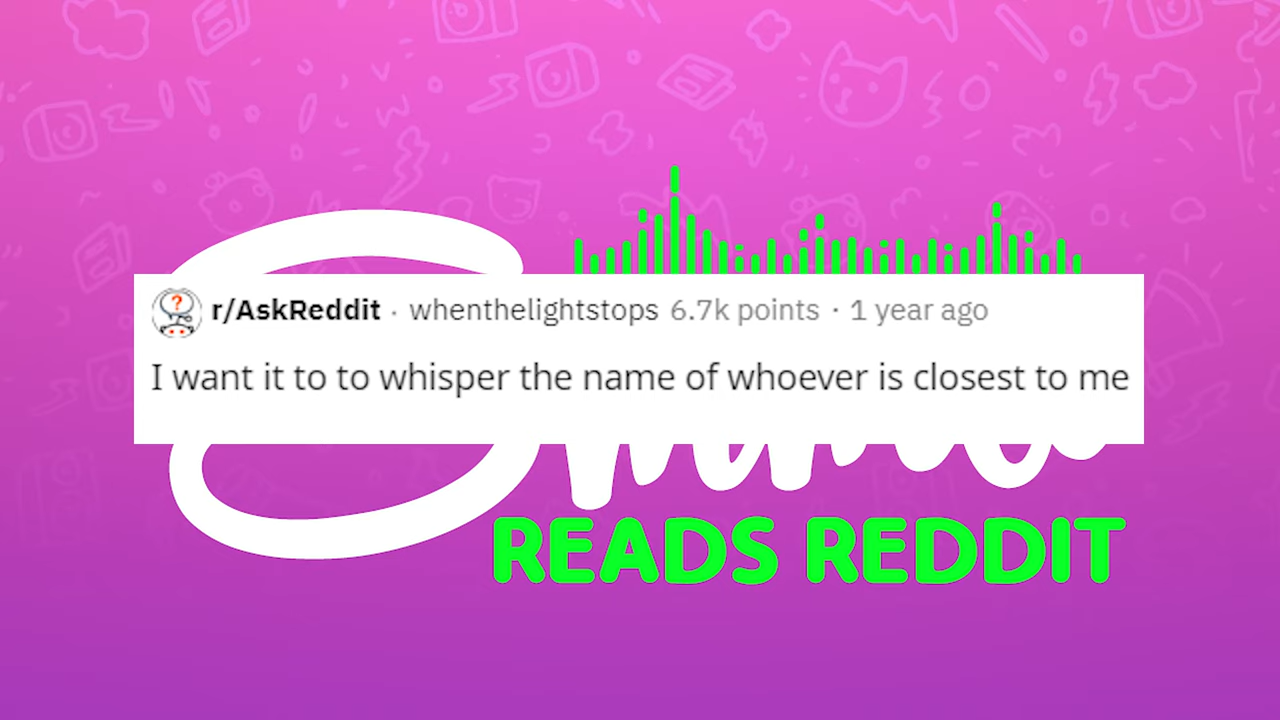 r/AskReddit · whenthelightstops 6.7k points · 1 year ago
I want it to to whisper the name of whoever is closest to me
READS REDDIT